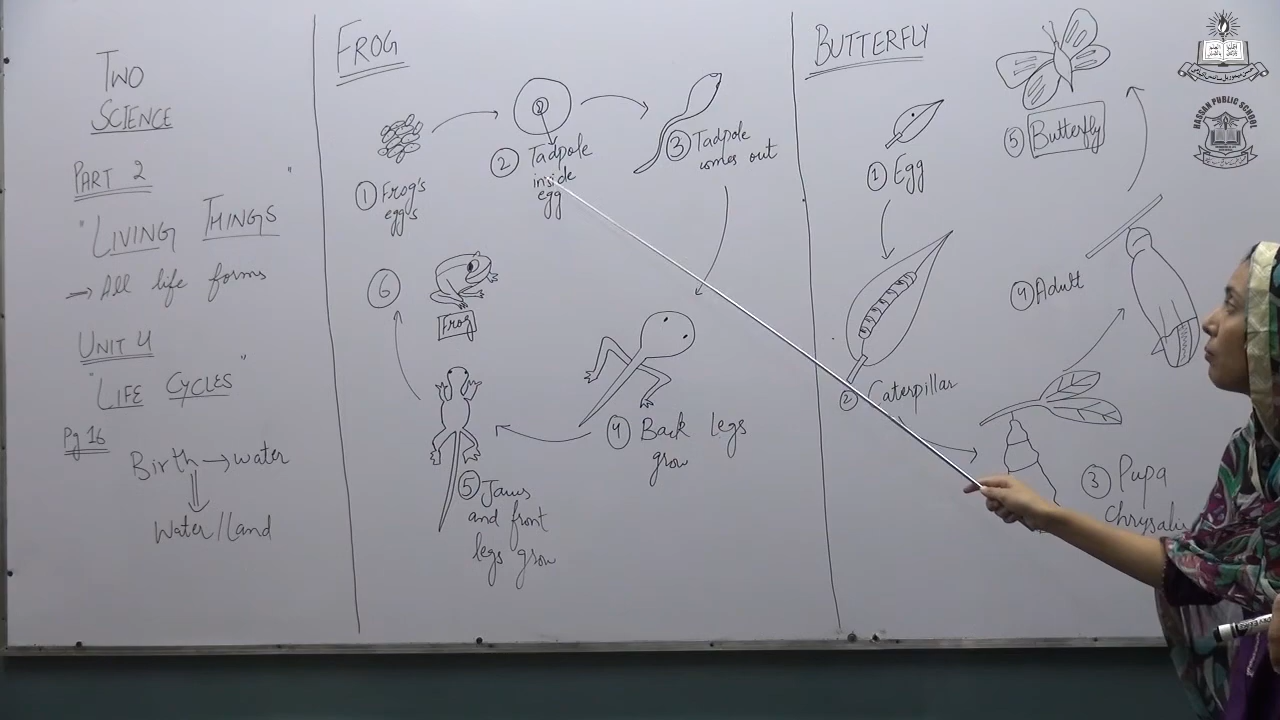 TWO
SCIENCE
PART 2
"LIVING THINGS"
→ All life forms
UNIT 4
"LIFE CYCLES"
Pg 16
Birth → water
Water/Land
FROG
① Frog's
egg's
② Tadpole
inside
egg
③ Tadpole
comes out
④ Back legs
grow
⑤ Jaws
and front
legs grow
⑥
Frog
BUTTERFLY
① Egg
② Caterpillar
③ Pupa
chrysalis
④ Adult
⑤ Butterfly
HASSAN PUBLIC SCHOOL